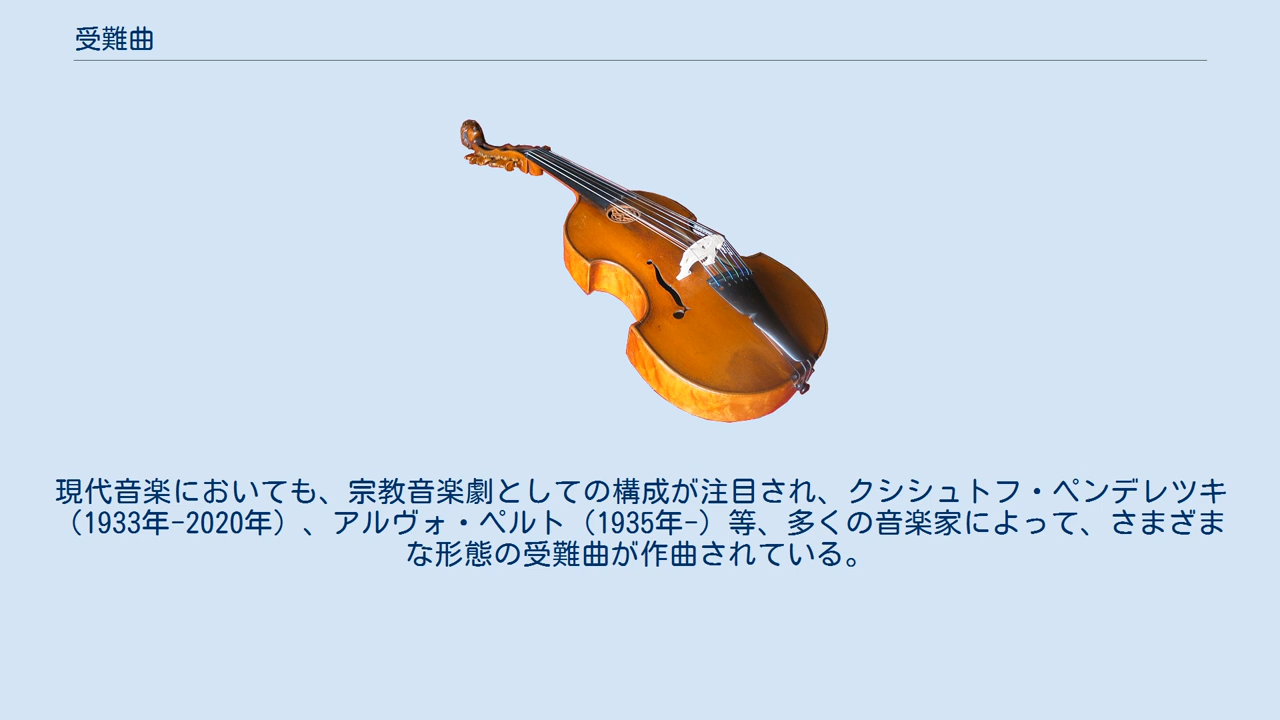 受難曲
現代音楽においても、宗教音楽劇としての構成が注目され、クシシュトフ・ペンデレツキ
（1933年-2020年）、アルヴォ・ペルト（1935年-）等、多くの音楽家によって、さまざま
な形態の受難曲が作曲されている。